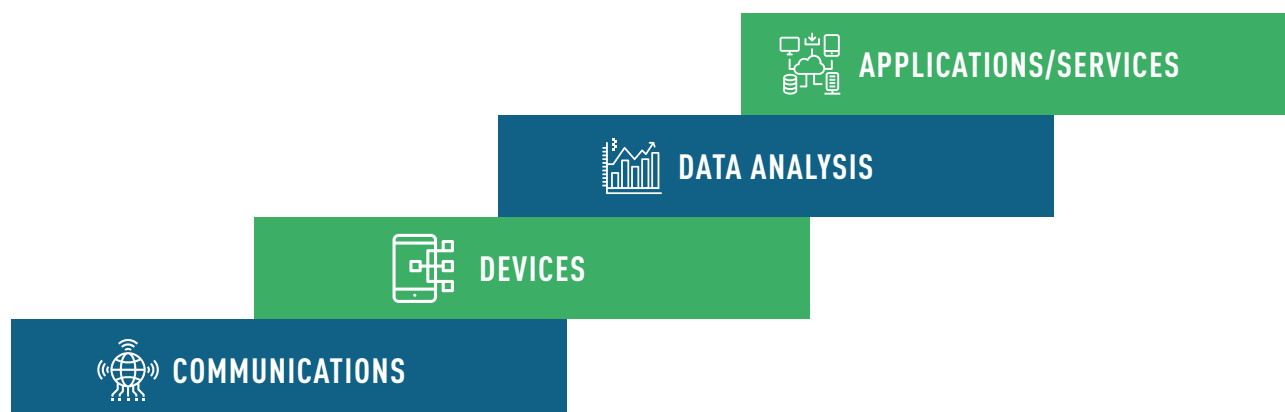 APPLICATIONS/SERVICES
DATA ANALYSIS
DEVICES
COMMUNICATIONS